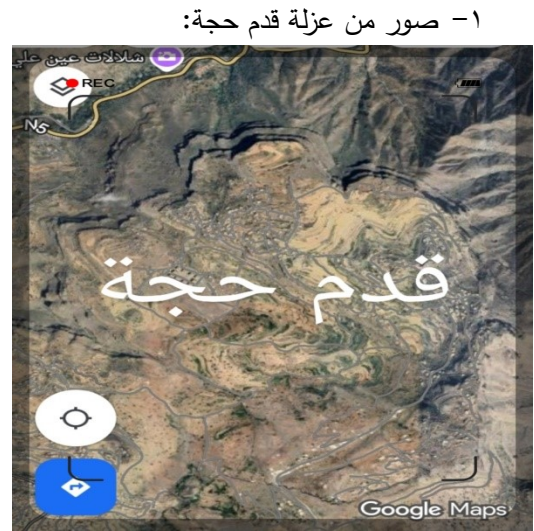 ١- صور من عزلة قدم حجة:
شلالات عين علي
REC
N5
قدم حجة
Google Maps